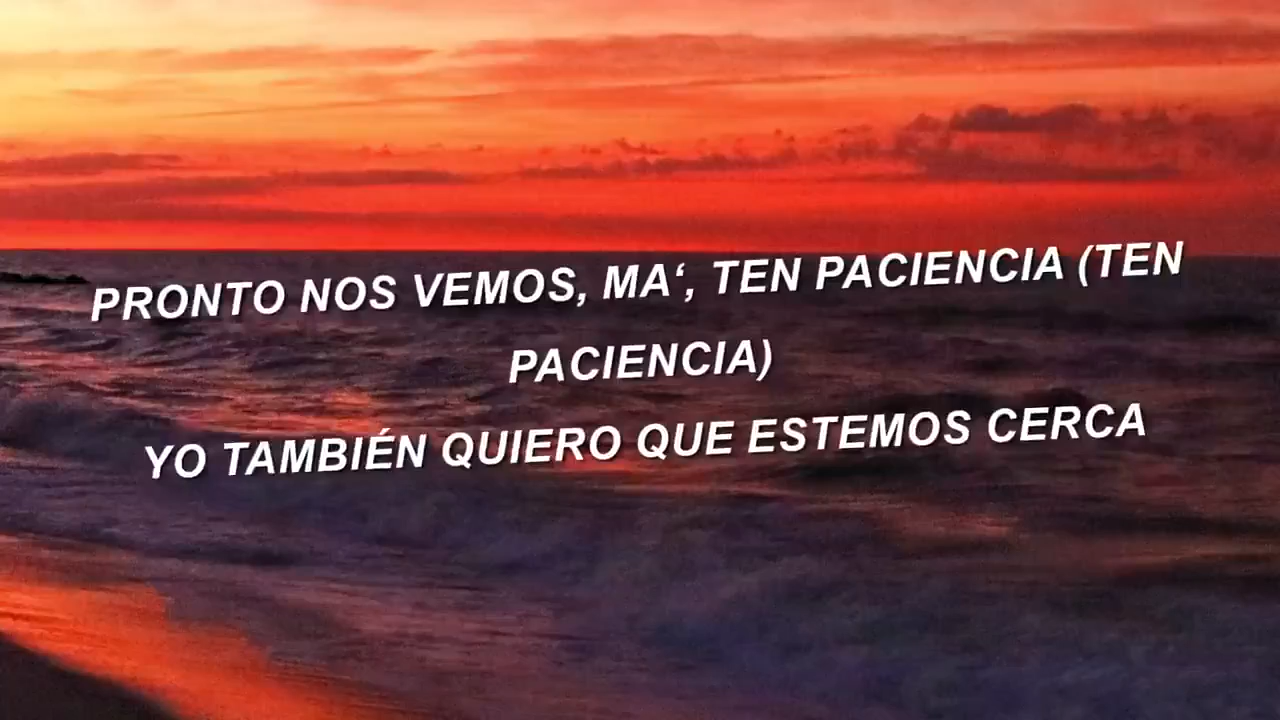 PRONTO NOS VEMOS, MA‘, TEN PACIENCIA (TEN
PACIENCIA)
YO TAMBIÉN QUIERO QUE ESTEMOS CERCA